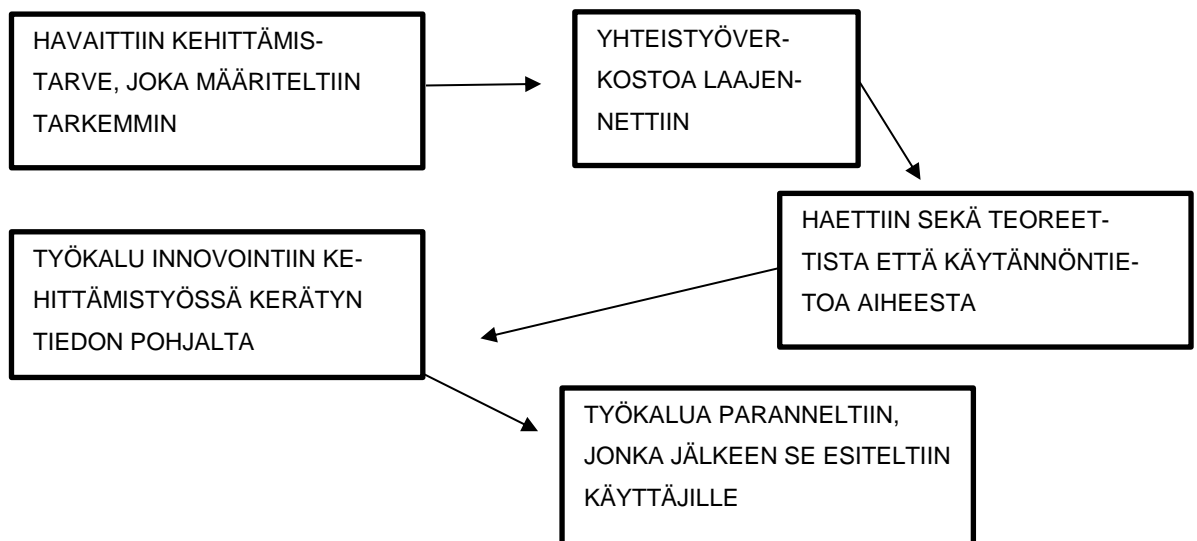 HAVAITTIIN KEHITTÄMIS-
TARVE, JOKA MÄÄRITELTIIN
TARKEMMIN
YHTEISTYÖVER-
KOSTOA LAAJEN-
NETTIIN
HAETTIIN SEKÄ TEOREET-
TISTA ETTÄ KÄYTÄNNÖNTIE-
TOA AIHEESTA
TYÖKALU INNOVOINTIIN KE-
HITTÄMISTYÖSSÄ KERÄTYN
TIEDON POHJALTA
TYÖKALUA PARANNELTIIN,
JONKA JÄLKEEN SE ESITELTIIN
KÄYTTÄJILLE